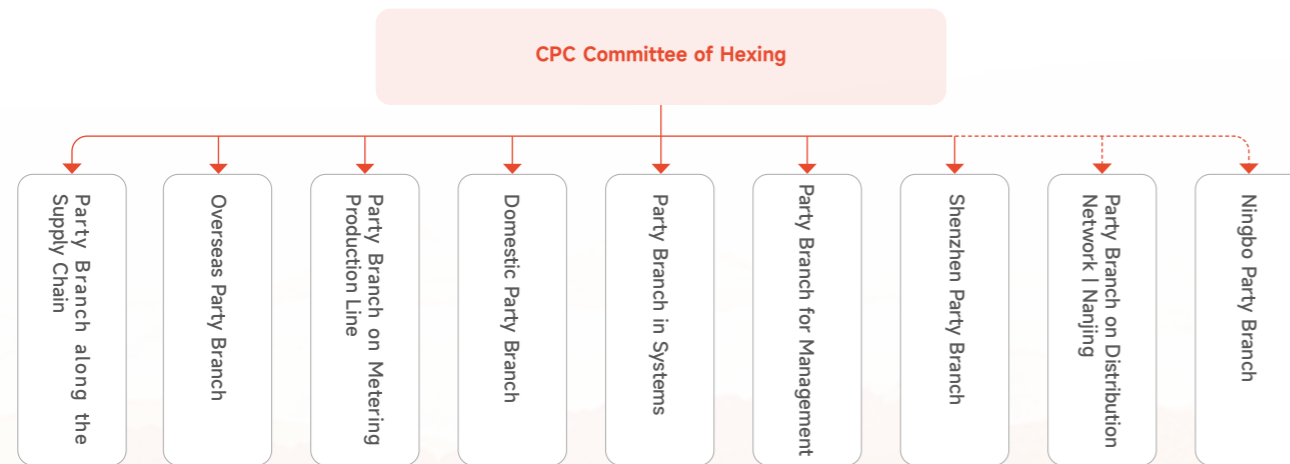 CPC Committee of Hexing
Party Branch along the
Supply Chain
Overseas Party Branch
Party Branch on Metering
Production Line
Domestic Party Branch
Party Branch in Systems
Party Branch for Management
Shenzhen Party Branch
Party Branch on Distribution
Network | Nanjing
Ningbo Party Branch